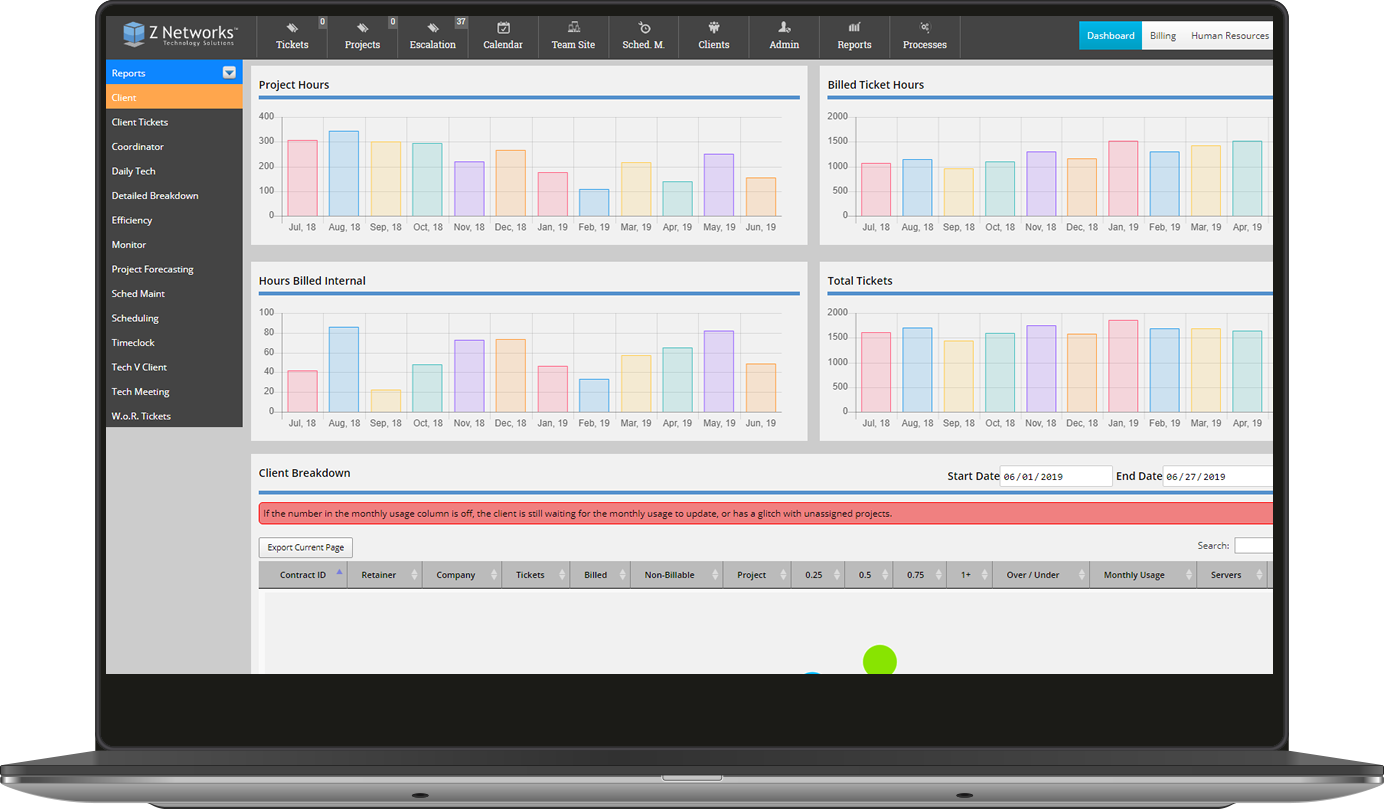 Z Networks™
Technology Solutions
Tickets 0
Projects 0
Escalation 37
Calendar
Team Site
Sched. M.
Clients
Admin
Reports
Processes
Dashboard
Billing
Human Resources
Reports
Client
Client Tickets
Coordinator
Daily Tech
Detailed Breakdown
Efficiency
Monitor
Project Forecasting
Sched Maint
Scheduling
Timeclock
Tech V Client
Tech Meeting
W.o.R. Tickets
Project Hours
400
300
200
100
0
Jul, 18 Aug, 18 Sep, 18 Oct, 18 Nov, 18 Dec, 18 Jan, 19 Feb, 19 Mar, 19 Apr, 19 May, 19 Jun, 19
Billed Ticket Hours
2000
1500
1000
500
0
Jul, 18 Aug, 18 Sep, 18 Oct, 18 Nov, 18 Dec, 18 Jan, 19 Feb, 19 Mar, 19 Apr, 19
Hours Billed Internal
100
80
60
40
20
0
Jul, 18 Aug, 18 Sep, 18 Oct, 18 Nov, 18 Dec, 18 Jan, 19 Feb, 19 Mar, 19 Apr, 19 May, 19 Jun, 19
Total Tickets
2000
1500
1000
500
0
Jul, 18 Aug, 18 Sep, 18 Oct, 18 Nov, 18 Dec, 18 Jan, 19 Feb, 19 Mar, 19 Apr, 19
Client Breakdown
Start Date 06/01/2019 End Date 06/27/2019
If the number in the monthly usage column is off, the client is still waiting for the monthly usage to update, or has a glitch with unassigned projects.
Export Current Page
Search:
Contract ID Retainer Company Tickets Billed Non-Billable Project 0.25 0.5 0.75 1+ Over / Under Monthly Usage Servers